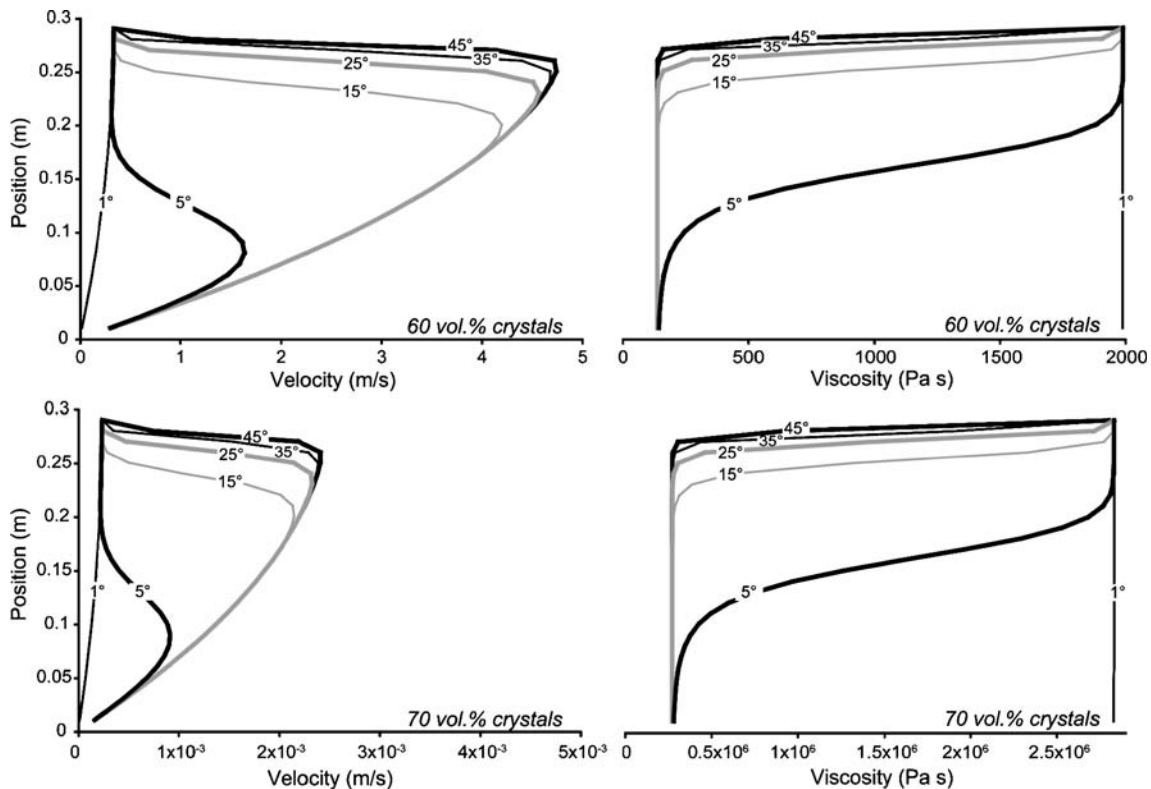 0.3
0.25
0.2
0.15
0.1
0.05
0
Position (m)
45°
35°
25°
15°
1°
5°
60 vol.% crystals
0 1 2 3 4 5
Velocity (m/s)
45°
35°
25°
15°
5°
1°
60 vol.% crystals
0 500 1000 1500 2000
Viscosity (Pa s)
0.3
0.25
0.2
0.15
0.1
0.05
0
Position (m)
45°
35°
25°
15°
1°
5°
70 vol.% crystals
0 1x10⁻³ 2x10⁻³ 3x10⁻³ 4x10⁻³ 5x10⁻³
Velocity (m/s)
45°
35°
25°
15°
5°
1°
70 vol.% crystals
0 0.5x10⁶ 1x10⁶ 1.5x10⁶ 2x10⁶ 2.5x10⁶
Viscosity (Pa s)